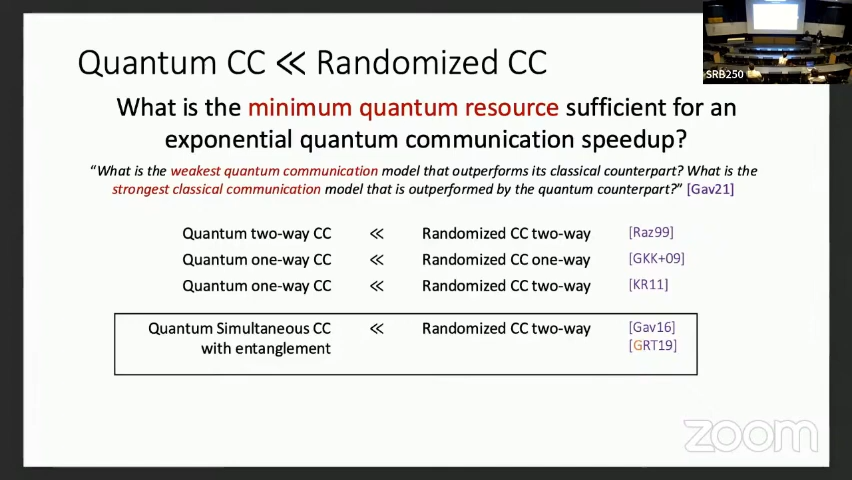 Quantum CC ≪ Randomized CC
SRB250
What is the minimum quantum resource sufficient for an
exponential quantum communication speedup?
“What is the weakest quantum communication model that outperforms its classical counterpart? What is the
strongest classical communication model that is outperformed by the quantum counterpart?” [Gav21]
Quantum two-way CC ≪ Randomized CC two-way [Raz99]
Quantum one-way CC ≪ Randomized CC one-way [GKK+09]
Quantum one-way CC ≪ Randomized CC two-way [KR11]
Quantum Simultaneous CC ≪ Randomized CC two-way [Gav16]
with entanglement [GRT19]
zoom